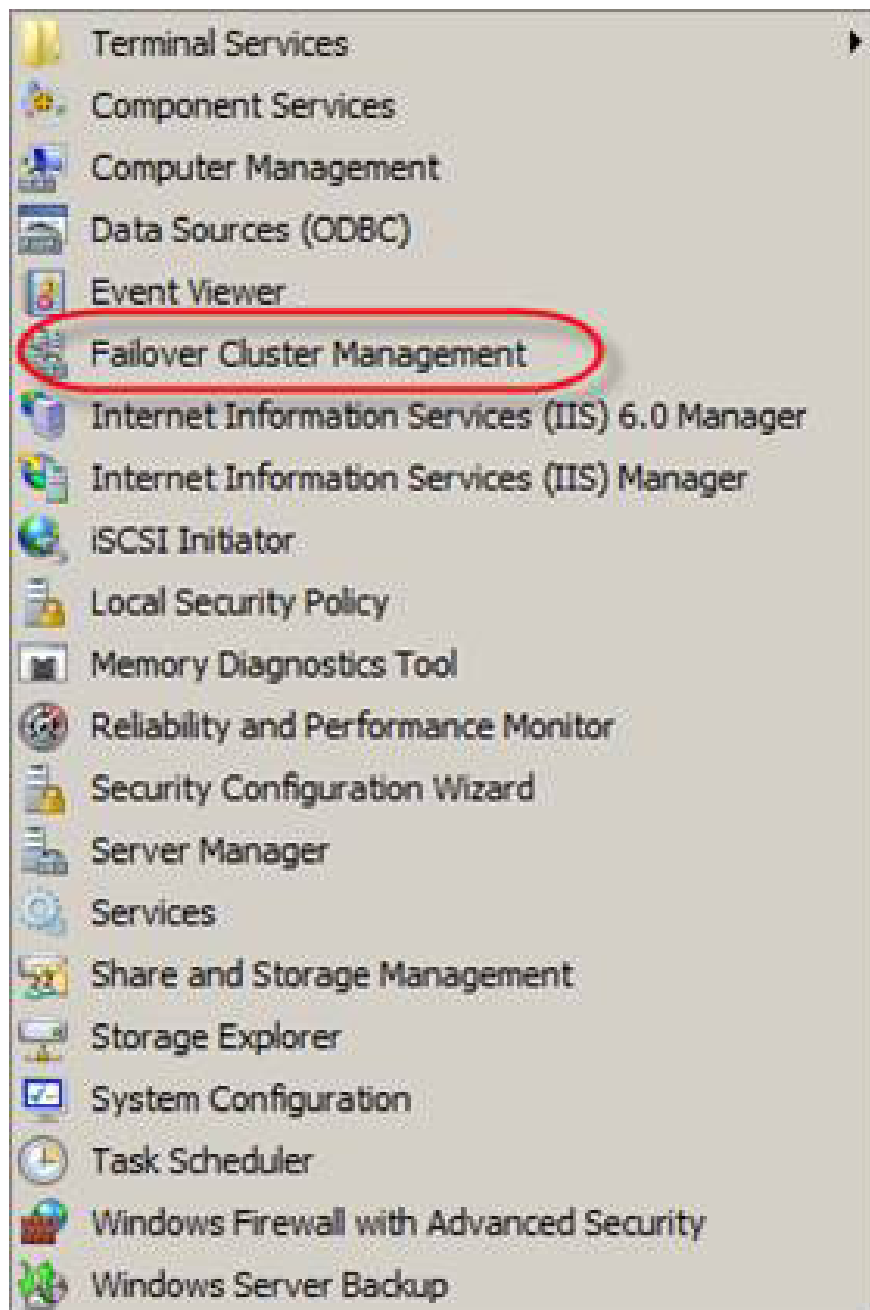 Terminal Services
Component Services
Computer Management
Data Sources (ODBC)
Event Viewer
Failover Cluster Management
Internet Information Services (IIS) 6.0 Manager
Internet Information Services (IIS) Manager
iSCSI Initiator
Local Security Policy
Memory Diagnostics Tool
Reliability and Performance Monitor
Security Configuration Wizard
Server Manager
Services
Share and Storage Management
Storage Explorer
System Configuration
Task Scheduler
Windows Firewall with Advanced Security
Windows Server Backup